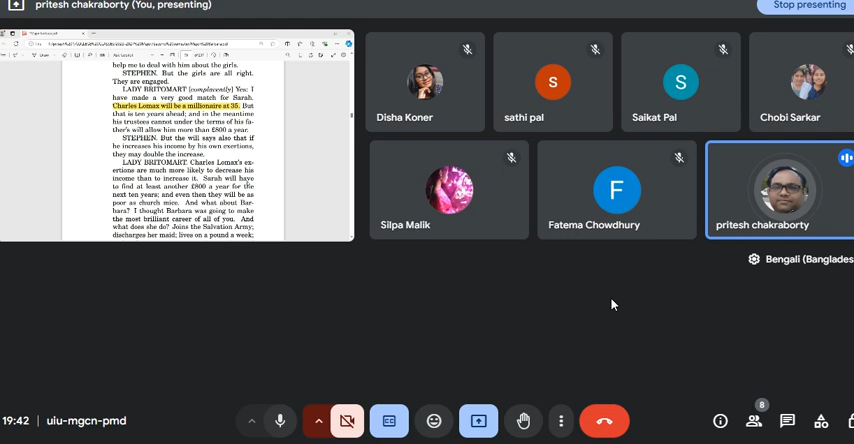 pritesh chakraborty (You, presenting)
Stop presenting
help me to deal with him about the girls.
STEPHEN. But the girls are all right.
They are engaged.
LADY BRITOMART [complacently] Yes: I
have made a very good match for Sarah.
Charles Lomax will be a millionaire at 35. But
that is ten years ahead; and in the meantime
his trustees cannot under the terms of his fa-
ther's will allow him more than £800 a year.
STEPHEN. But the will says also that if
he increases his income by his own exertions,
they may double the increase.
LADY BRITOMART. Charles Lomax's ex-
ertions are much more likely to decrease his
income than to increase it. Sarah will have
to find at least another £800 a year for the
next ten years; and even then they will be as
poor as church mice. And what about Bar-
bara? I thought Barbara was going to make
the most brilliant career of all of you. And
what does she do? Joins the Salvation Army;
discharges her maid; lives on a pound a week;
Disha Koner
S
sathi pal
S
Saikat Pal
Chobi Sarkar
Silpa Malik
F
Fatema Chowdhury
pritesh chakraborty
Bengali (Banglades
19:42 | uiu-mgcn-pmd
CC
8